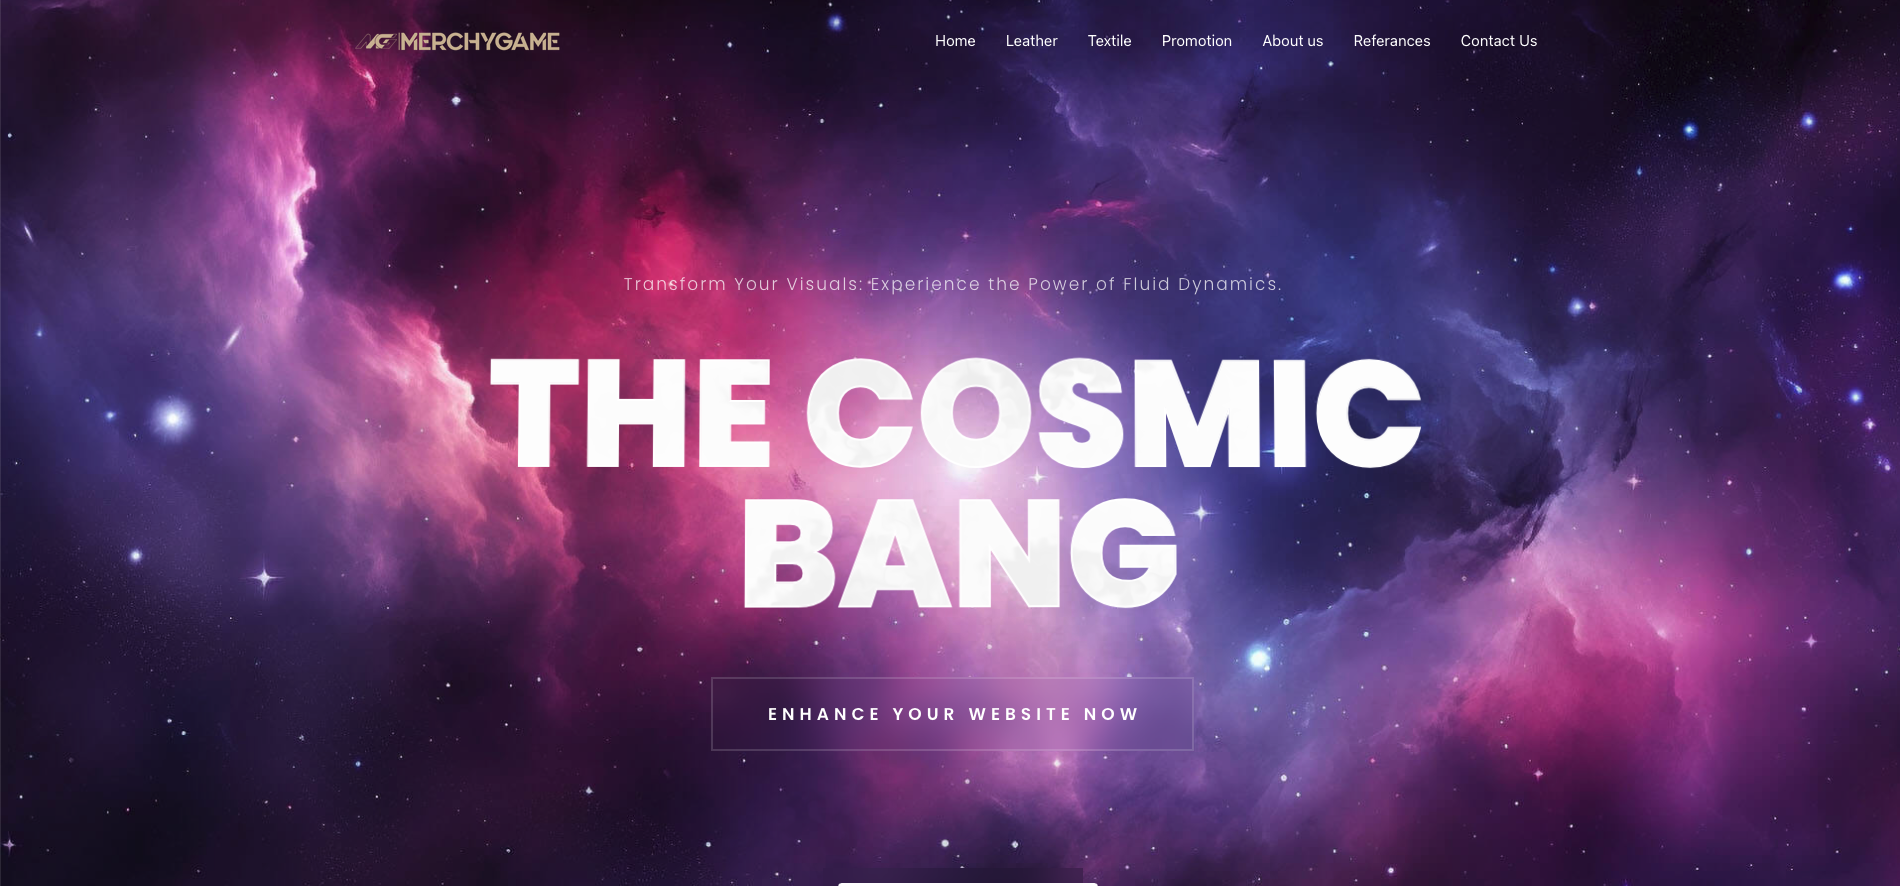 MERCHYGAME
Home Leather Textile Promotion About us Referances Contact Us
Transform Your Visuals: Experience the Power of Fluid Dynamics.
THE COSMIC
BANG
ENHANCE YOUR WEBSITE NOW